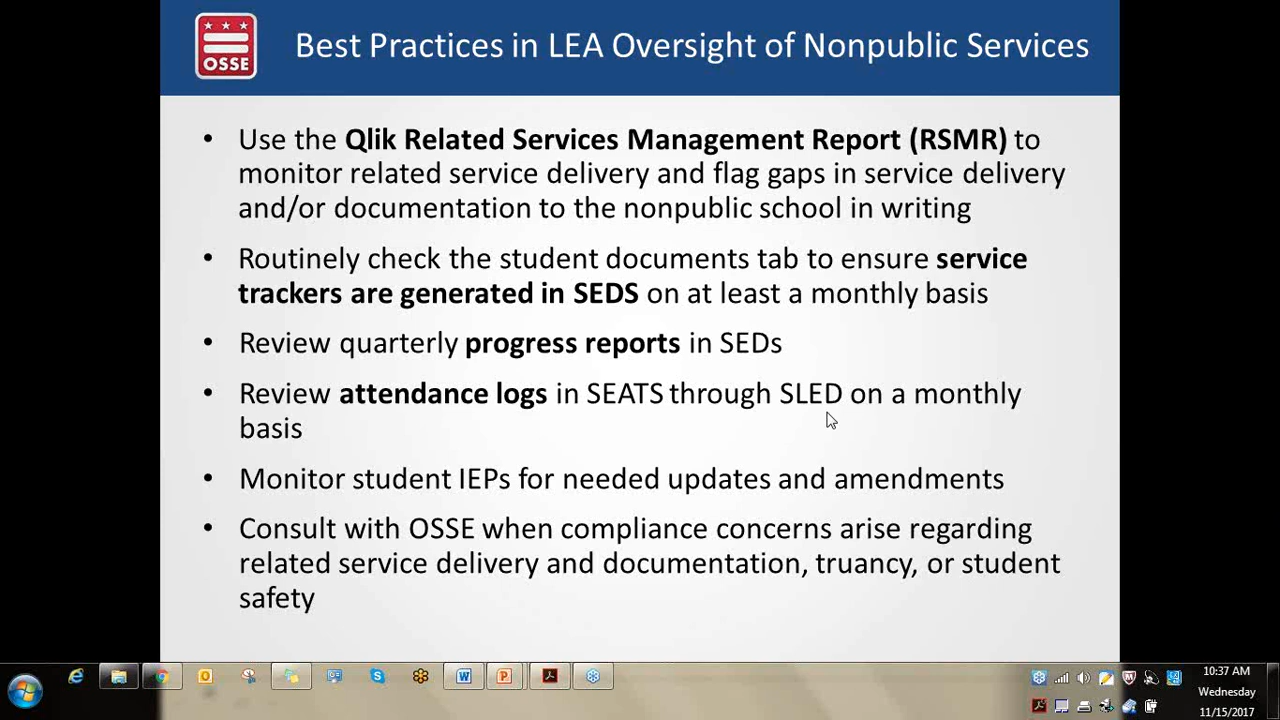 OSSE
Best Practices in LEA Oversight of Nonpublic Services
• Use the Qlik Related Services Management Report (RSMR) to
monitor related service delivery and flag gaps in service delivery
and/or documentation to the nonpublic school in writing
• Routinely check the student documents tab to ensure service
trackers are generated in SEDS on at least a monthly basis
• Review quarterly progress reports in SEDs
• Review attendance logs in SEATS through SLED on a monthly
basis
• Monitor student IEPs for needed updates and amendments
• Consult with OSSE when compliance concerns arise regarding
related service delivery and documentation, truancy, or student
safety
10:37 AM
Wednesday
11/15/2017